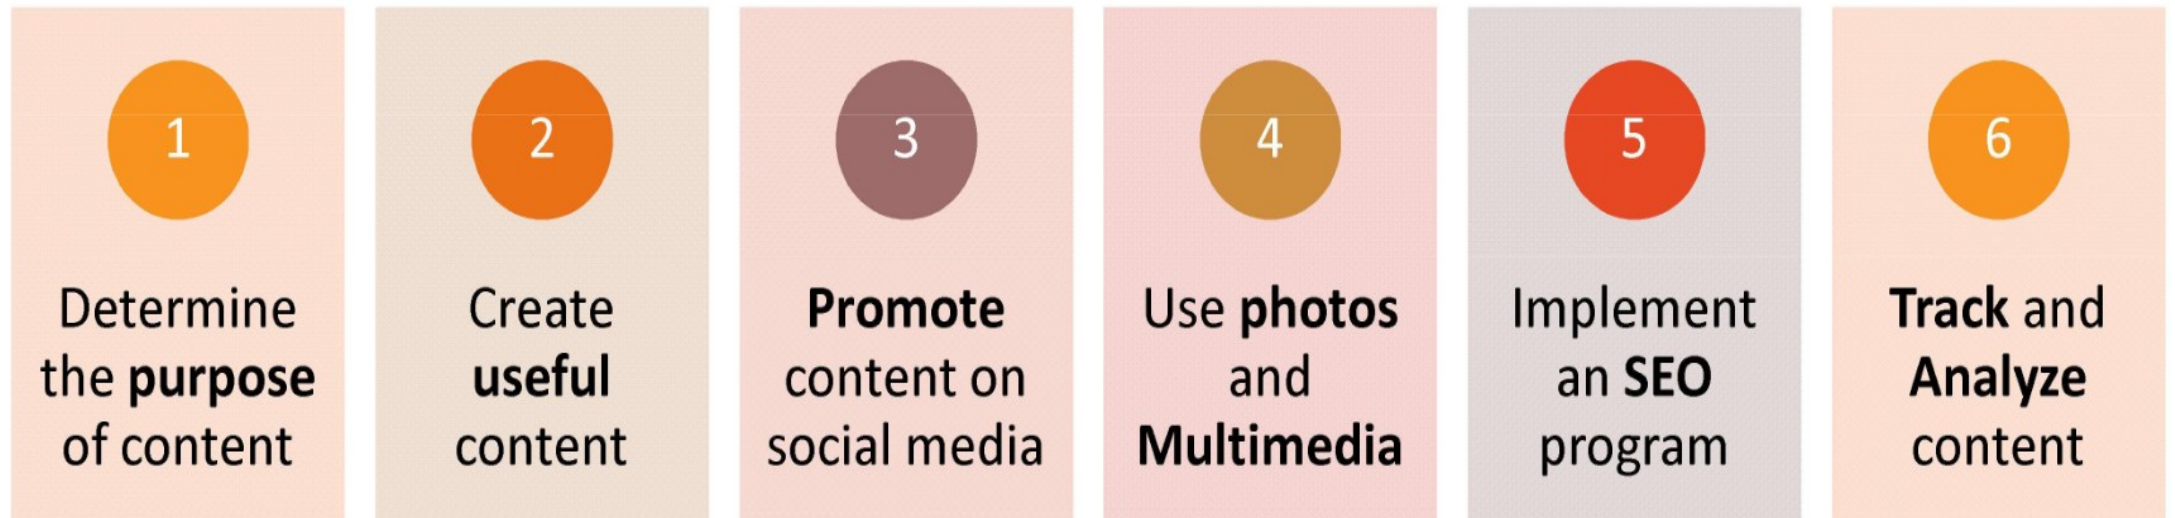 1
Determine
the purpose
of content
2
Create
useful
content
3
Promote
content on
social media
4
Use photos
and
Multimedia
5
Implement
an SEO
program
6
Track and
Analyze
content